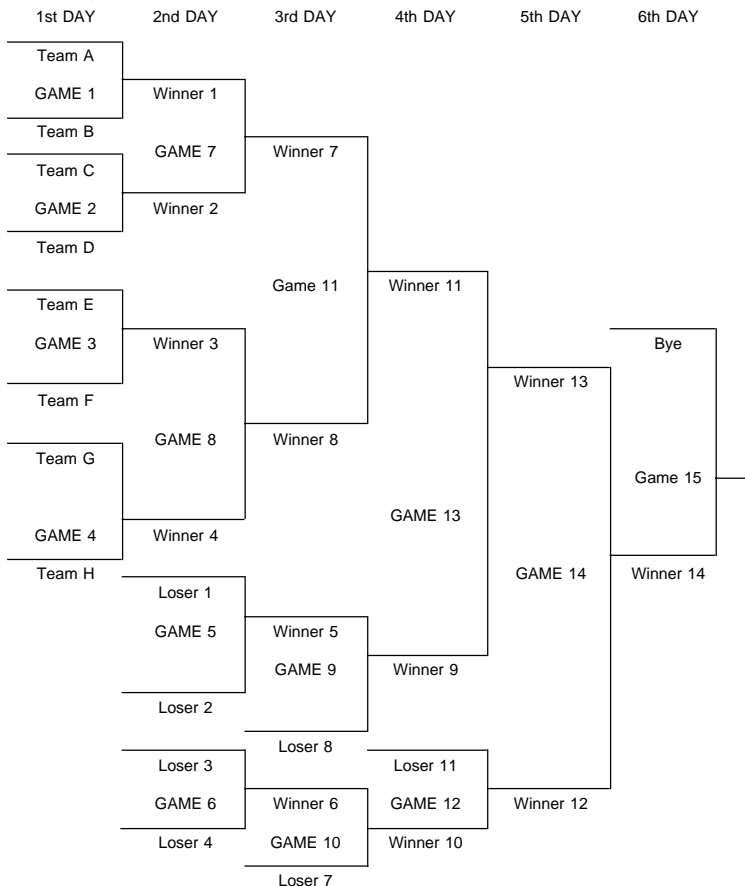 1st DAY 2nd DAY 3rd DAY 4th DAY 5th DAY 6th DAY
Team A
GAME 1 Winner 1
Team B
GAME 7 Winner 7
Team C
GAME 2 Winner 2
Team D
Game 11 Winner 11
Team E
GAME 3 Winner 3 Bye
Winner 13
Team F
GAME 8 Winner 8
Team G
Game 15
GAME 13
GAME 4 Winner 4
Team H GAME 14 Winner 14
Loser 1
GAME 5 Winner 5
GAME 9 Winner 9
Loser 2
Loser 8
Loser 3 Loser 11
GAME 6 Winner 6 GAME 12 Winner 12
Loser 4 GAME 10 Winner 10
Loser 7